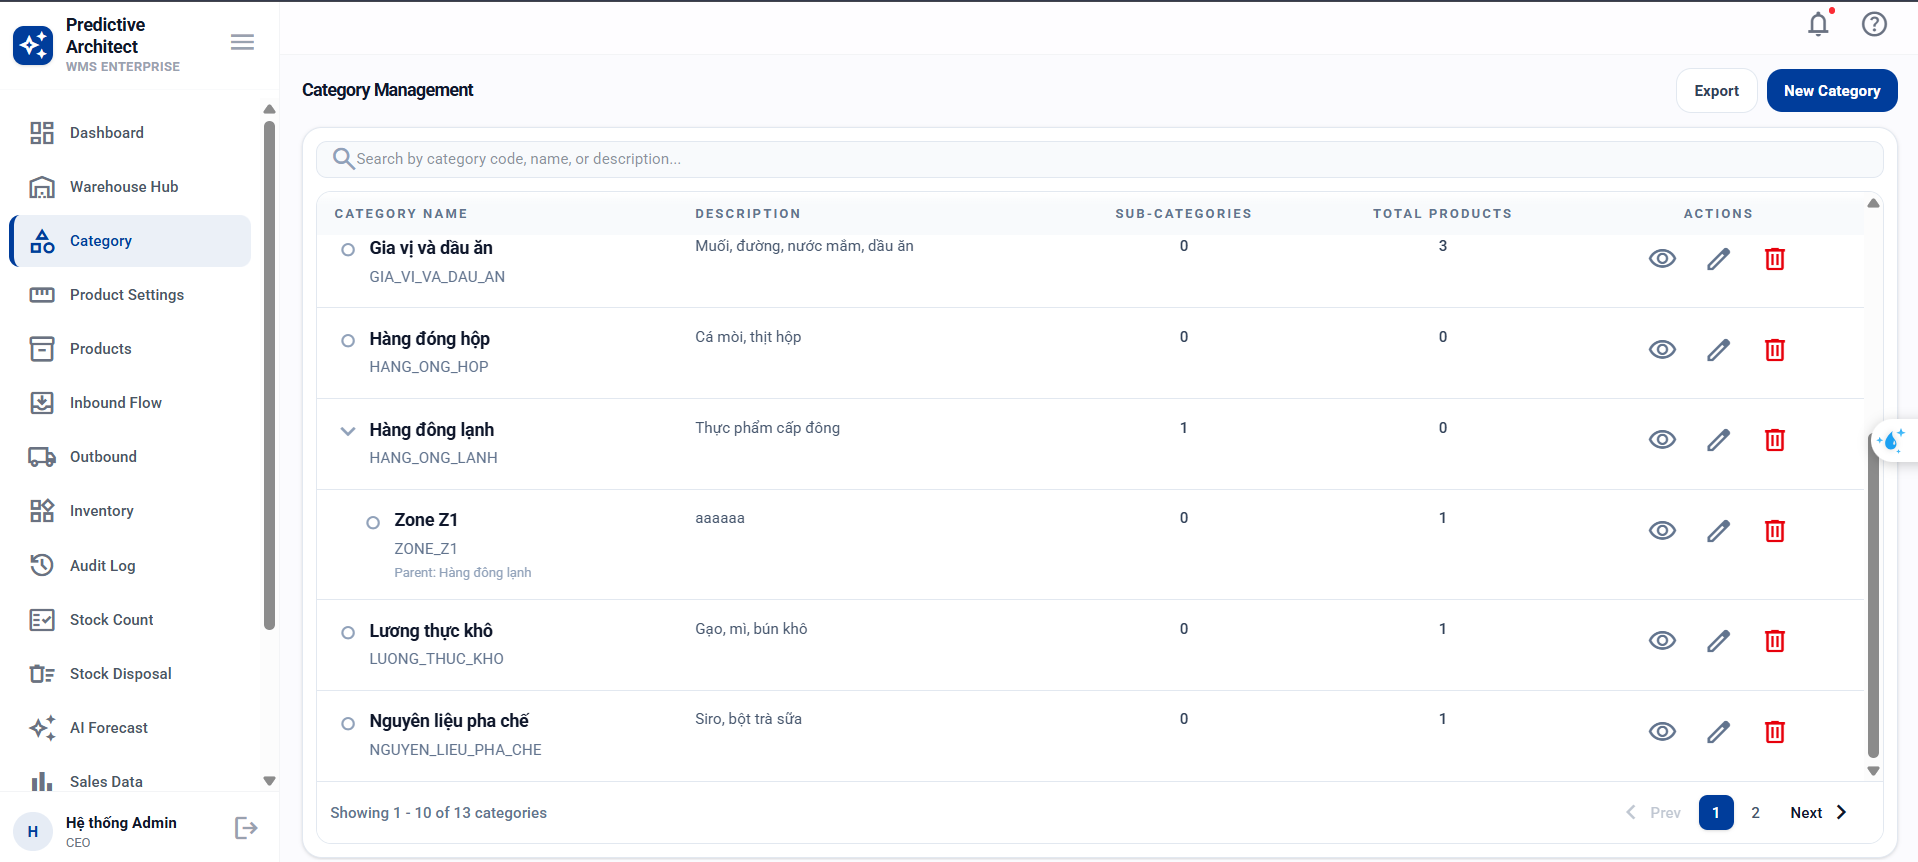 Predictive
Architect
WMS ENTERPRISE
Dashboard
Warehouse Hub
Category
Product Settings
Products
Inbound Flow
Outbound
Inventory
Audit Log
Stock Count
Stock Disposal
AI Forecast
Sales Data
H
Hệ thống Admin
CEO
Category Management
Export
New Category
Search by category code, name, or description...
CATEGORY NAME DESCRIPTION SUB-CATEGORIES TOTAL PRODUCTS ACTIONS
Gia vị và dầu ăn Muối, đường, nước mắm, dầu ăn 0 3
GIA_VI_VA_DAU_AN
Hàng đóng hộp Cá mòi, thịt hộp 0 0
HANG_ONG_HOP
Hàng đông lạnh Thực phẩm cấp đông 1 0
HANG_ONG_LANH
Zone Z1 aaaaaa 0 1
ZONE_Z1
Parent: Hàng đông lạnh
Lương thực khô Gạo, mì, bún khô 0 1
LUONG_THUC_KHO
Nguyên liệu pha chế Siro, bột trà sữa 0 1
NGUYEN_LIEU_PHA_CHE
Showing 1 - 10 of 13 categories
Prev 1 2 Next